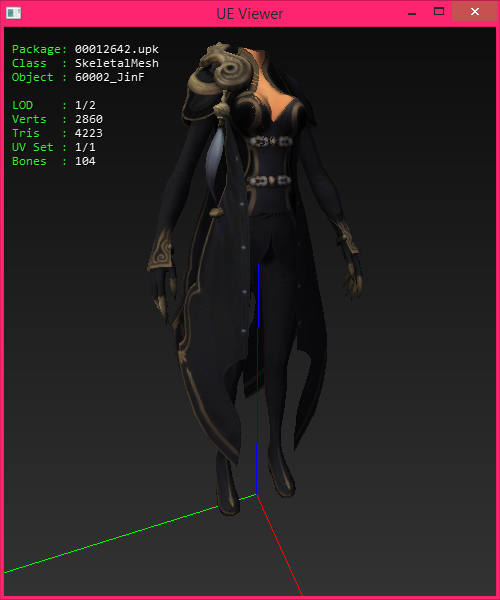 UE Viewer
Package: 00012642.upk
Class : SkeletalMesh
Object : 60002_JinF
LOD : 1/2
Verts : 2860
Tris : 4223
UV Set : 1/1
Bones : 104